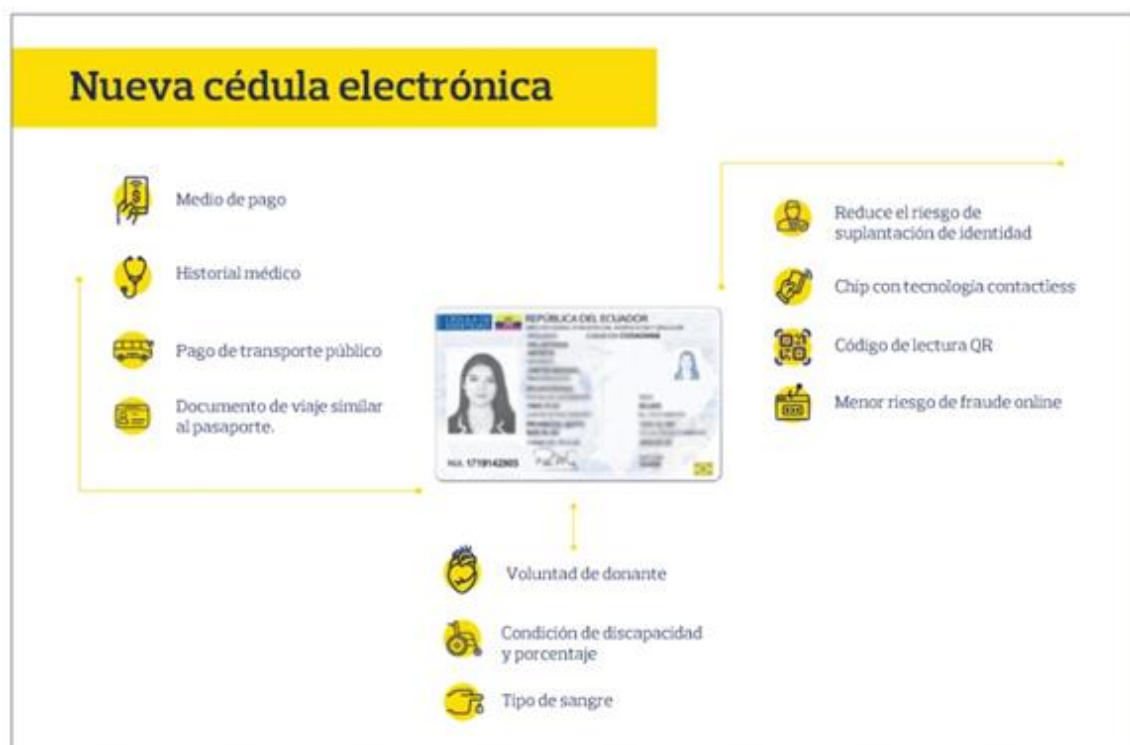 Nueva cédula electrónica
Medio de pago
Historial médico
Pago de transporte público
Documento de viaje similar
al pasaporte.
REPÚBLICA DEL ECUADOR
NUI. 1719142905
Reduce el riesgo de
suplantación de identidad
Chip con tecnología contactless
Código de lectura QR
Menor riesgo de fraude online
Voluntad de donante
Condición de discapacidad
y porcentaje
Tipo de sangre